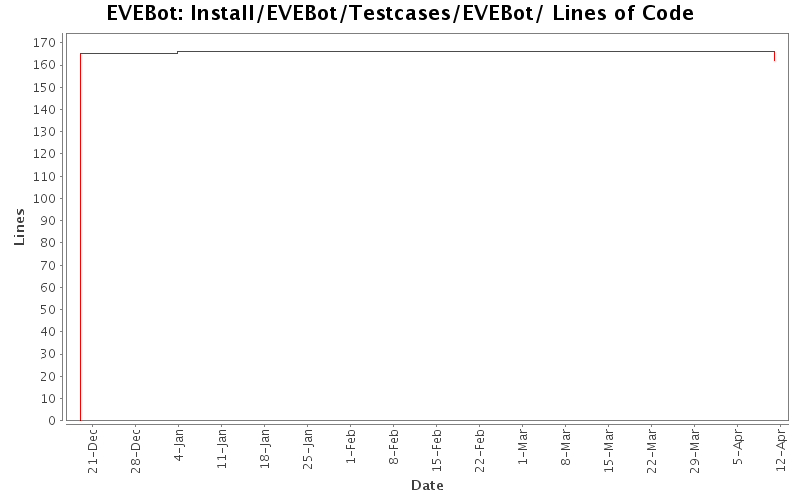 EVEBot: Install/EVEBot/Testcases/EVEBot/ Lines of Code
170
160
150
140
130
120
110
100
90
80
70
60
50
40
30
20
10
0
Lines
21-Dec
28-Dec
4-Jan
11-Jan
18-Jan
25-Jan
1-Feb
8-Feb
15-Feb
22-Feb
1-Mar
8-Mar
15-Mar
22-Mar
29-Mar
5-Apr
12-Apr
Date